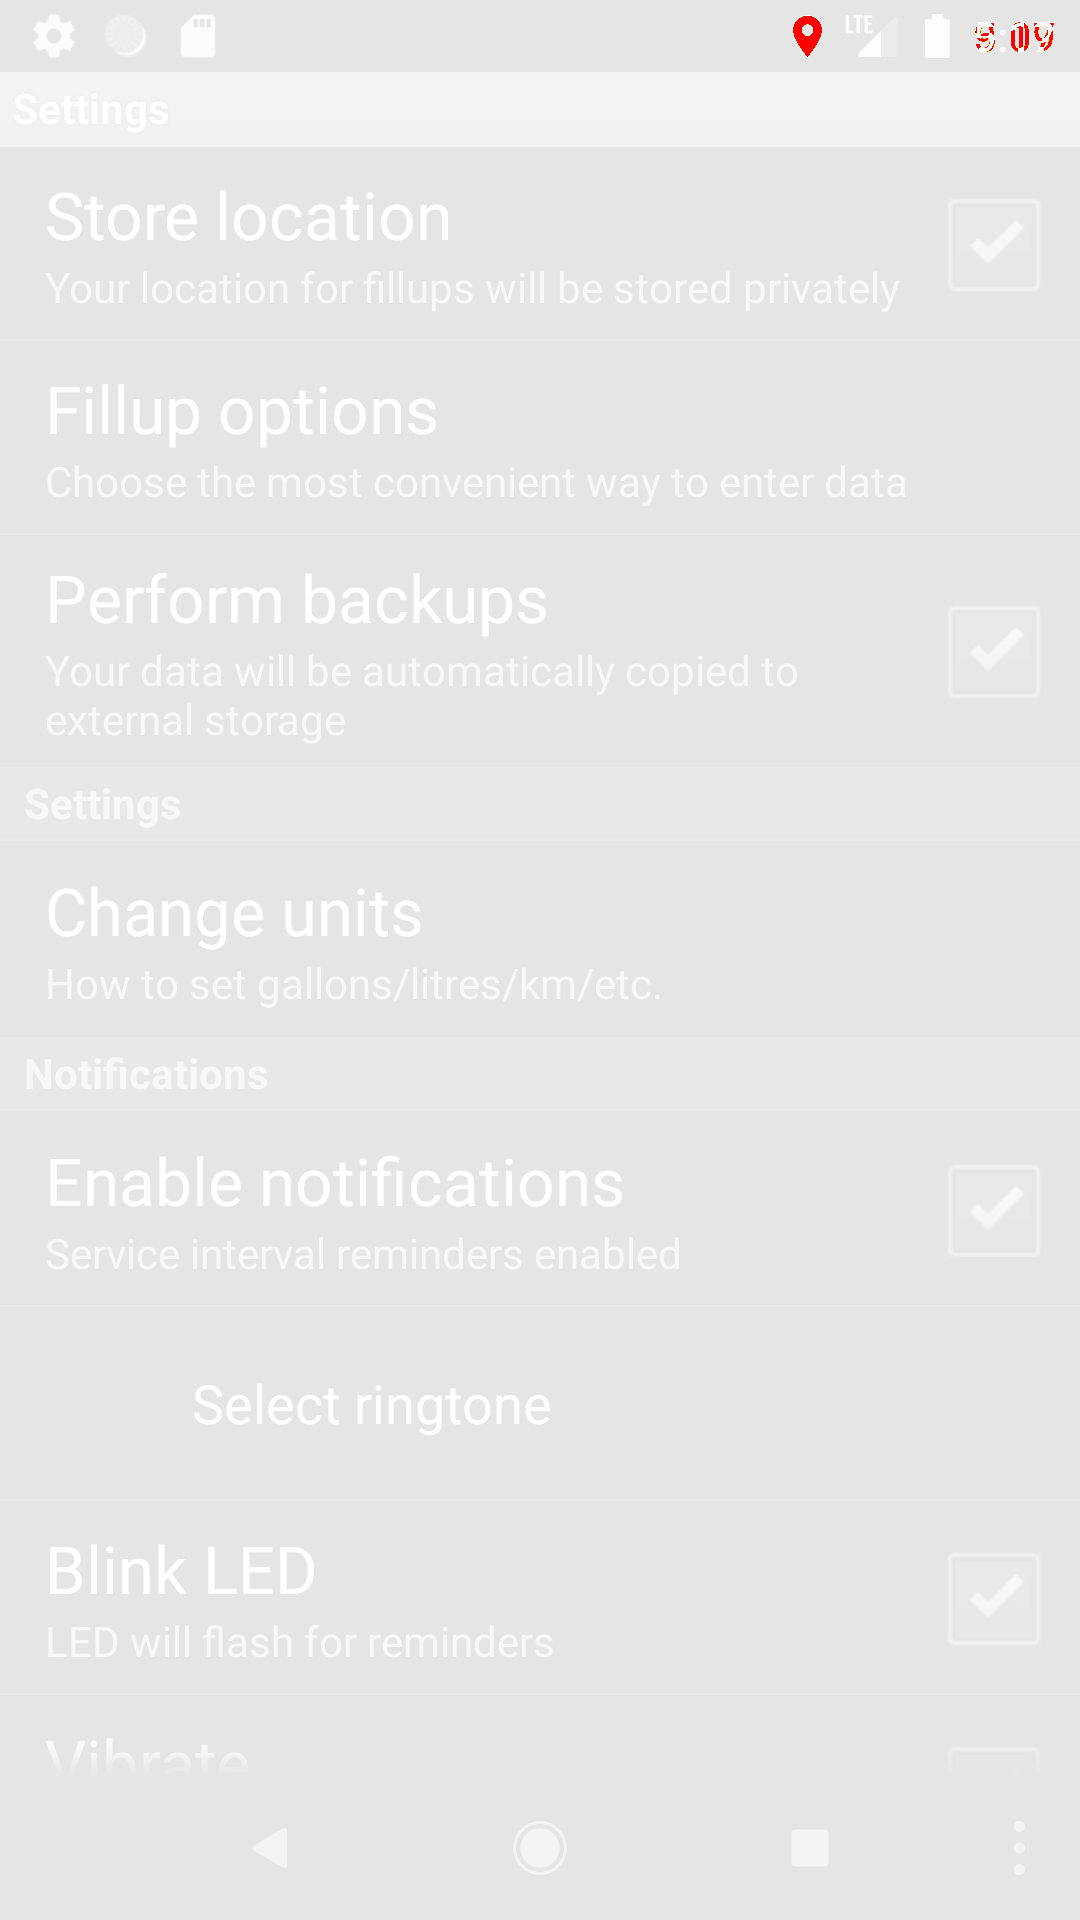 LTE
Settings
Store location
Your location for fillups will be stored privately
Fillup options
Choose the most convenient way to enter data
Perform backups
Your data will be automatically copied to
external storage
Settings
Change units
How to set gallons/litres/km/etc.
Notifications
Enable notifications
Service interval reminders enabled
Select ringtone
Blink LED
LED will flash for reminders
Vibrate